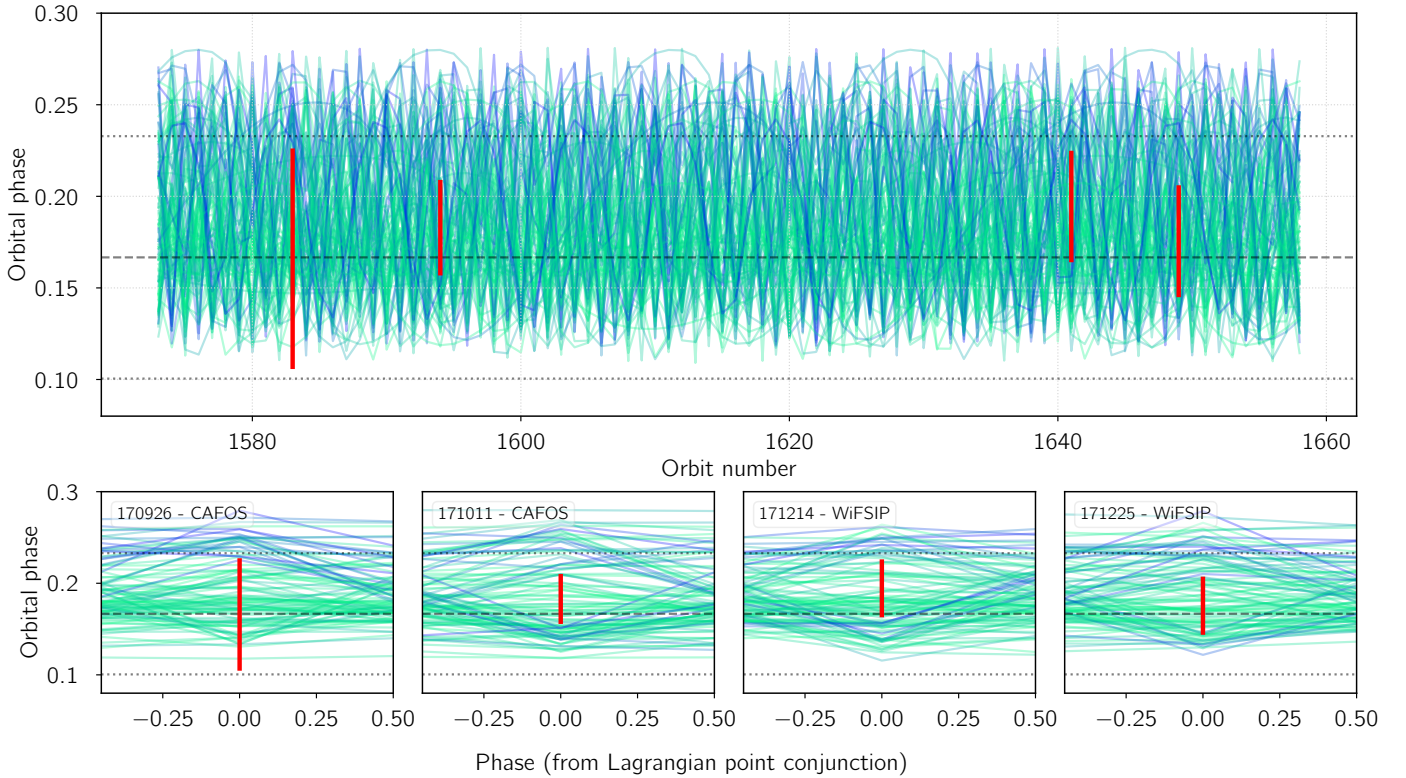 0.30
0.25
0.20
0.15
0.10
Orbital phase
1580 1600 1620 1640 1660
Orbit number
0.3
0.2
0.1
Orbital phase
170926 - CAFOS
171011 - CAFOS
171214 - WiFSIP
171225 - WiFSIP
−0.25 0.00 0.25 0.50
−0.25 0.00 0.25 0.50
−0.25 0.00 0.25 0.50
−0.25 0.00 0.25 0.50
Phase (from Lagrangian point conjunction)